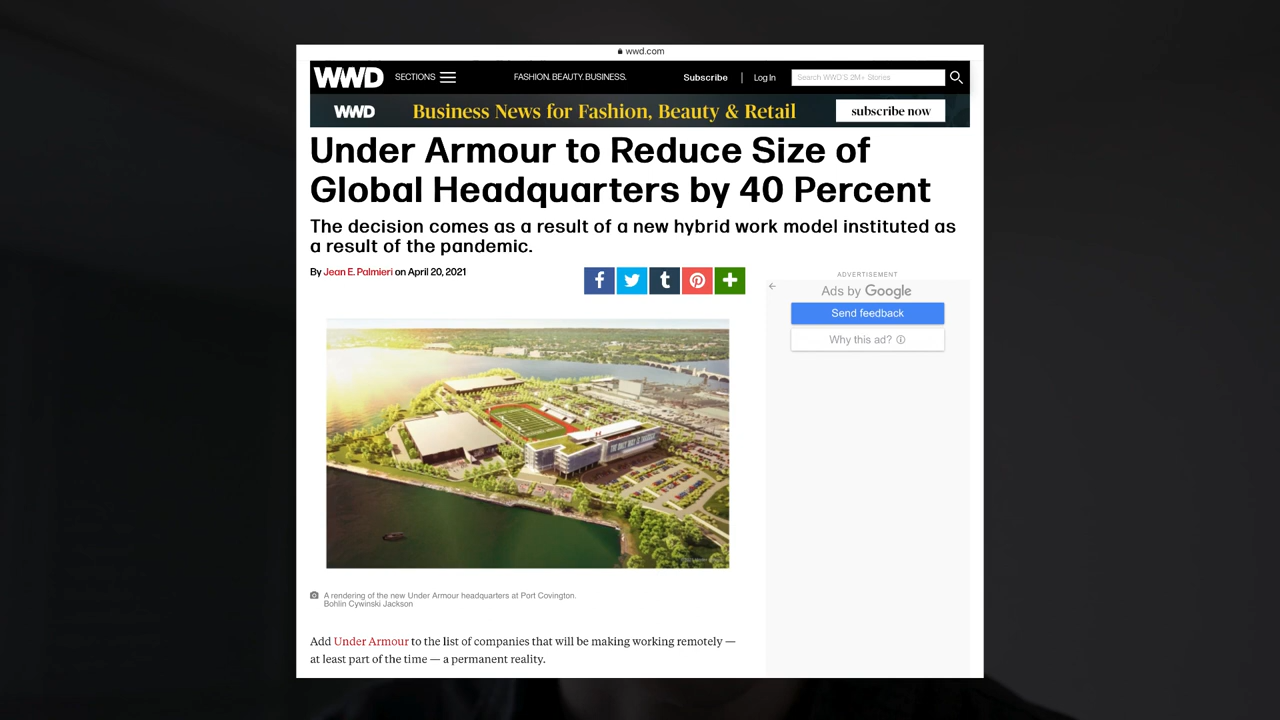 wwd.com
WWD SECTIONS FASHION. BEAUTY. BUSINESS. Subscribe | Log In Search WWD'S 2M+ Stories
WWD Business News for Fashion, Beauty & Retail subscribe now
Under Armour to Reduce Size of
Global Headquarters by 40 Percent
The decision comes as a result of a new hybrid work model instituted as
a result of the pandemic.
By Jean E. Palmieri on April 20, 2021
ADVERTISEMENT
Ads by Google
Send feedback
Why this ad?
A rendering of the new Under Armour headquarters at Port Covington.
Bohlin Cywinski Jackson
Add Under Armour to the list of companies that will be making working remotely —
at least part of the time — a permanent reality.